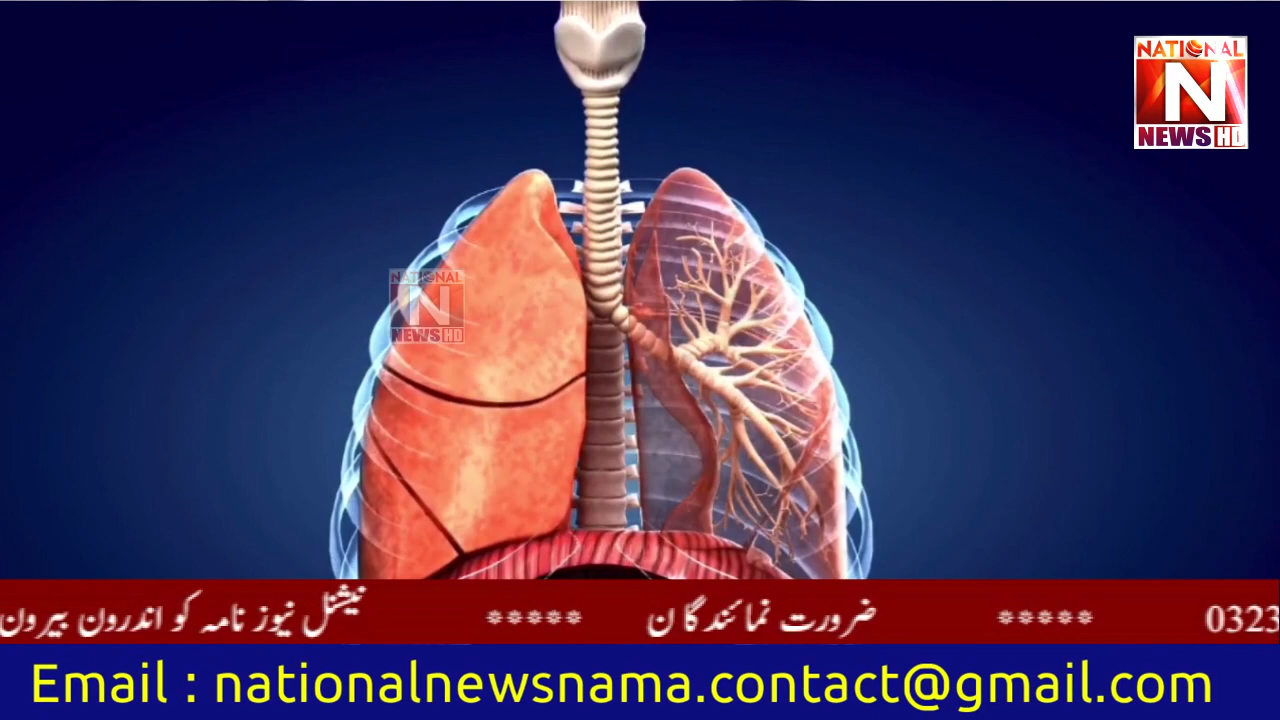 NATIONAL
N
NEWS HD
NATIONAL
N
NEWS HD
نیشنل نیوز نامہ کو اندرون بیرون ***** ضرورت نمائندگان ***** 0323
Email : nationalnewsnama.contact@gmail.com